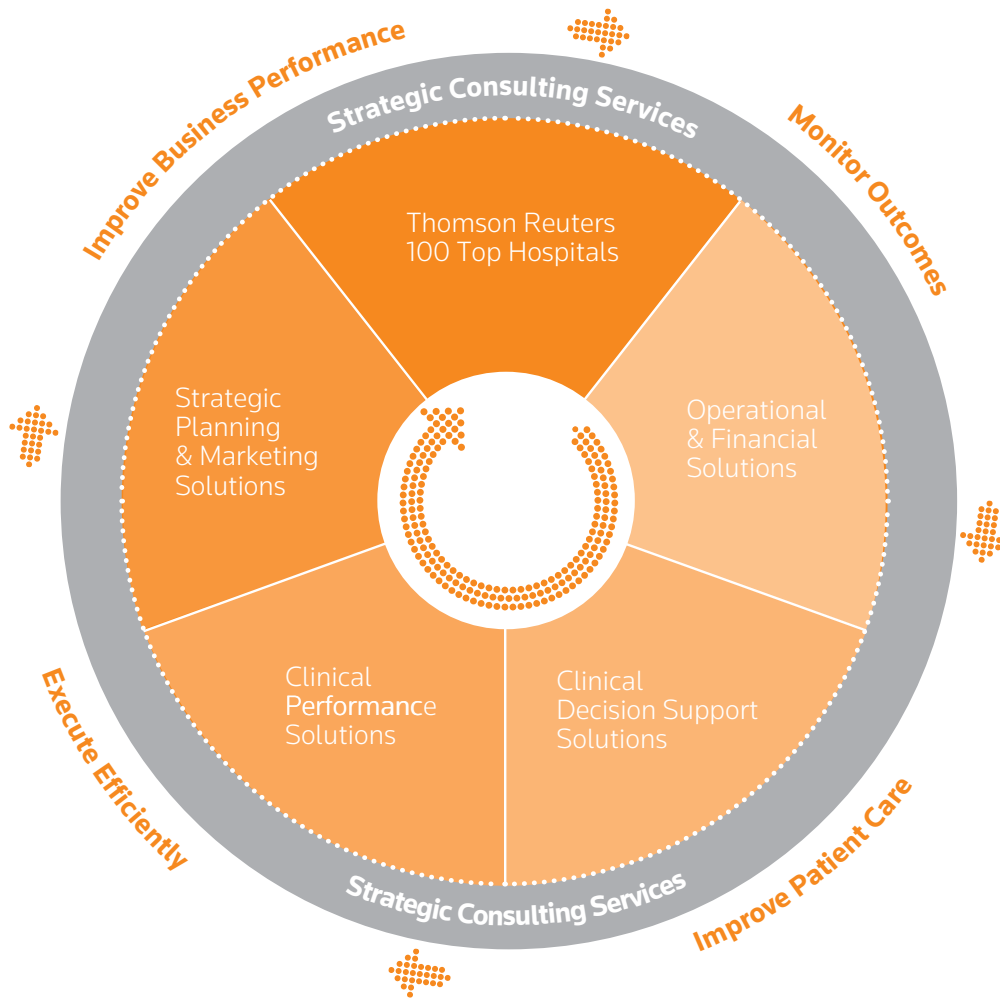 Improve Business Performance
Strategic Consulting Services
Monitor Outcomes
Thomson Reuters
100 Top Hospitals
Strategic
Planning
& Marketing
Solutions
Operational
& Financial
Solutions
Clinical
Performance
Solutions
Clinical
Decision Support
Solutions
Execute Efficiently
Strategic Consulting Services
Improve Patient Care